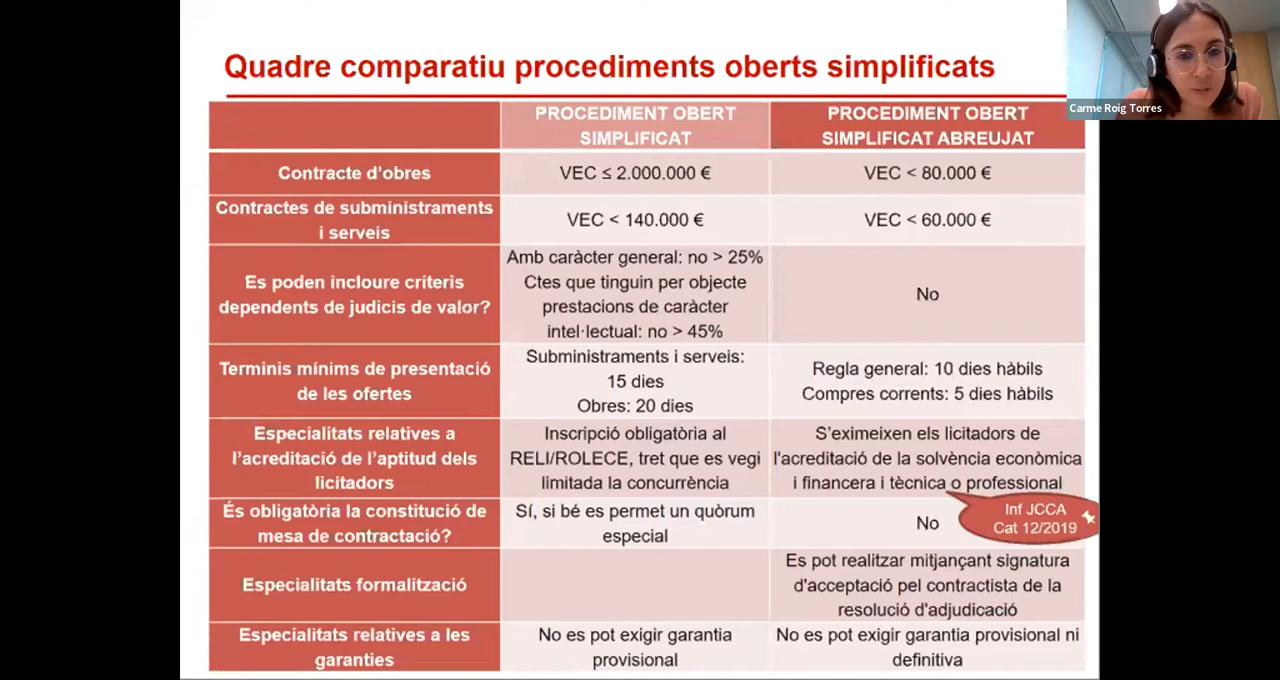 Quadre comparatiu procediments oberts simplificats
Carme Roig Torres
PROCEDIMENT OBERT
SIMPLIFICAT
PROCEDIMENT OBERT
SIMPLIFICAT ABREUJAT
Contracte d'obres
VEC ≤ 2.000.000 €
VEC < 80.000 €
Contractes de subministraments
i serveis
VEC < 140.000 €
VEC < 60.000 €
Es poden incloure criteris
dependents de judicis de valor?
Amb caràcter general: no > 25%
Ctes que tinguin per objecte
prestacions de caràcter
intel·lectual: no > 45%
No
Terminis mínims de presentació
de les ofertes
Subministraments i serveis:
15 dies
Obres: 20 dies
Regla general: 10 dies hàbils
Compres corrents: 5 dies hàbils
Especialitats relatives a
l'acreditació de l'aptitud dels
licitadors
Inscripció obligatòria al
RELI/ROLECE, tret que es vegi
limitada la concurrència
S'eximeixen els licitadors de
l'acreditació de la solvència econòmica
i financera i tècnica o professional
És obligatòria la constitució de
mesa de contractació?
Sí, si bé es permet un quòrum
especial
No
Inf JCCA
Cat 12/2019
Especialitats formalització
Es pot realitzar mitjançant signatura
d'acceptació pel contractista de la
resolució d'adjudicació
Especialitats relatives a les
garanties
No es pot exigir garantia
provisional
No es pot exigir garantia provisional ni
definitiva